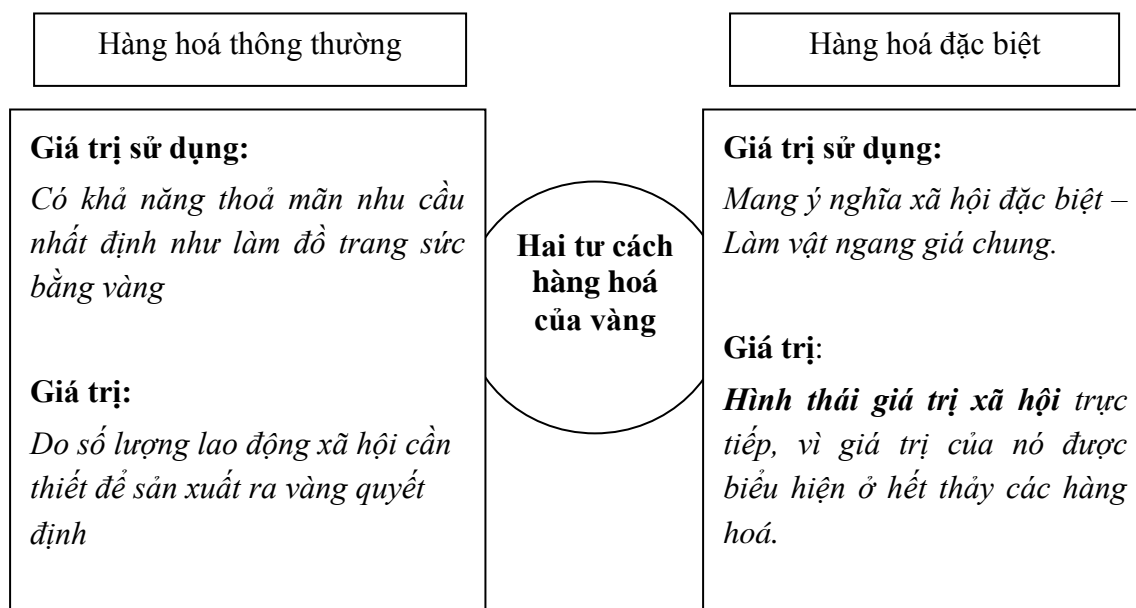 Hàng hoá thông thường
Hàng hoá đặc biệt
Giá trị sử dụng:
Có khả năng thoả mãn nhu cầu
nhất định như làm đồ trang sức
bằng vàng
Giá trị:
Do số lượng lao động xã hội cần
thiết để sản xuất ra vàng quyết
định
Hai tư cách
hàng hoá
của vàng
Giá trị sử dụng:
Mang ý nghĩa xã hội đặc biệt –
Làm vật ngang giá chung.
Giá trị:
Hình thái giá trị xã hội trực
tiếp, vì giá trị của nó được
biểu hiện ở hết thảy các hàng
hoá.